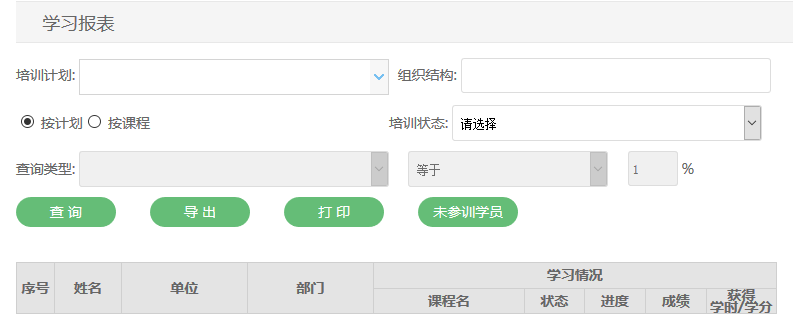 学习报表
培训计划: 组织结构:
按计划 按课程 培训状态: 请选择
查询类型: 等于 1 %
查询 导出 打印 未参训学员
序号 姓名 单位 部门 学习情况
课程名 状态 进度 成绩 获得
学时/学分